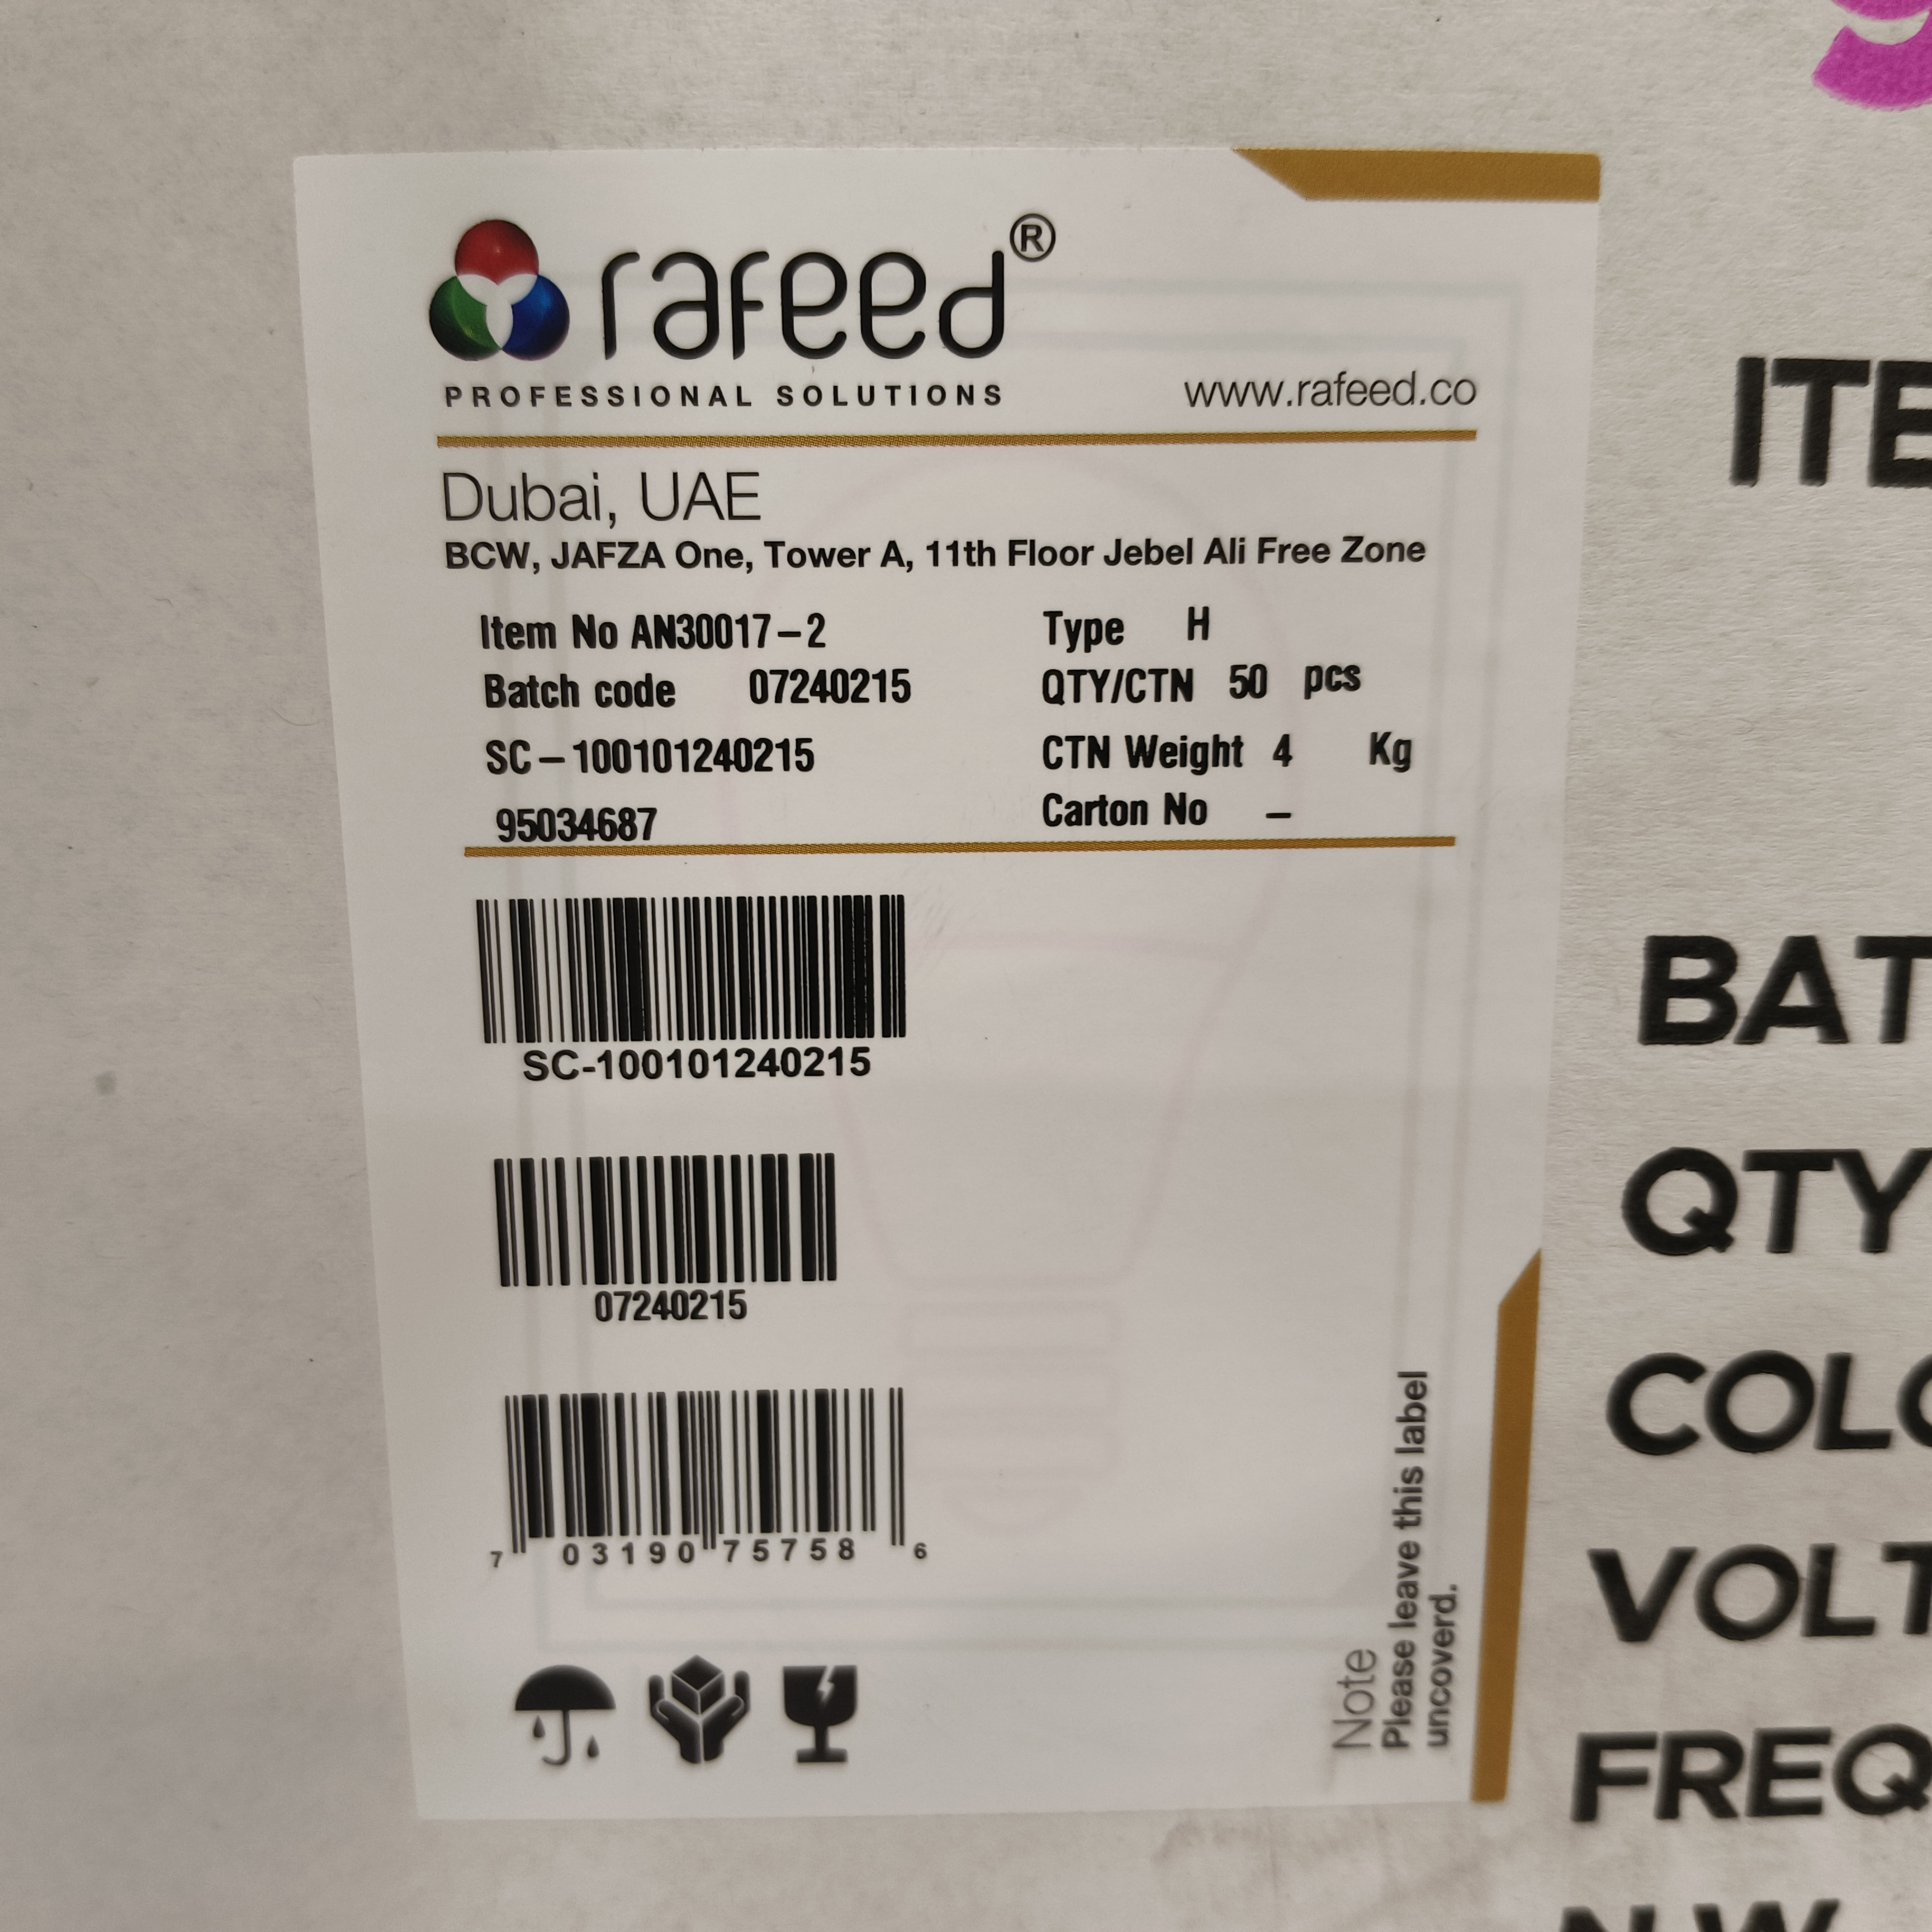 rafeed®
PROFESSIONAL SOLUTIONS
www.rafeed.co
Dubai, UAE
BCW, JAFZA One, Tower A, 11th Floor Jebel Ali Free Zone
Item No AN30017-2
Type H
Batch code 07240215
QTY/CTN 50 pcs
SC-100101240215
CTN Weight 4 Kg
95034687
Carton No -
SC-100101240215
07240215
7 03190 75758 6
Note
Please leave this label
uncoverd.
ITE
BAT
QTY
COLO
VOLT
FREQ
N.W